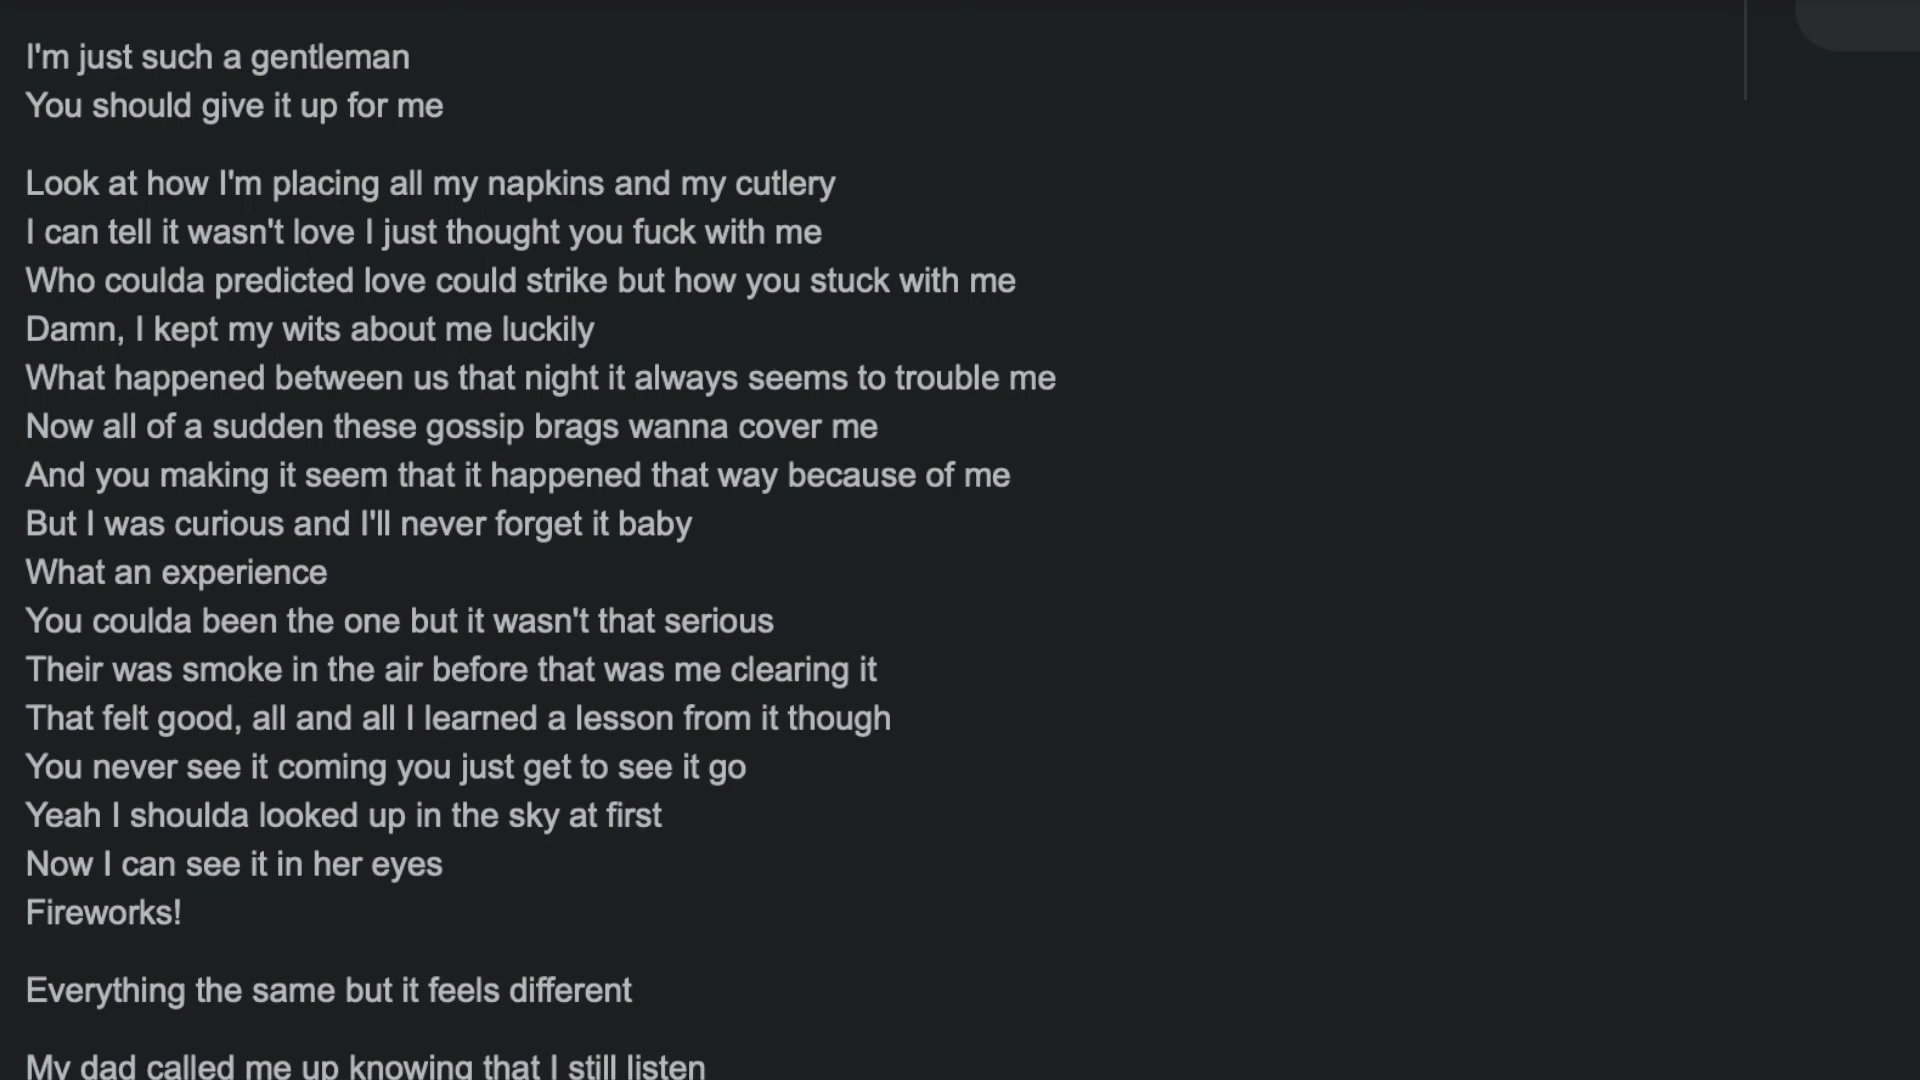 I'm just such a gentleman
You should give it up for me
Look at how I'm placing all my napkins and my cutlery
I can tell it wasn't love I just thought you fuck with me
Who coulda predicted love could strike but how you stuck with me
Damn, I kept my wits about me luckily
What happened between us that night it always seems to trouble me
Now all of a sudden these gossip brags wanna cover me
And you making it seem that it happened that way because of me
But I was curious and I'll never forget it baby
What an experience
You coulda been the one but it wasn't that serious
Their was smoke in the air before that was me clearing it
That felt good, all and all I learned a lesson from it though
You never see it coming you just get to see it go
Yeah I shoulda looked up in the sky at first
Now I can see it in her eyes
Fireworks!
Everything the same but it feels different
My dad called me up knowing that I still listen